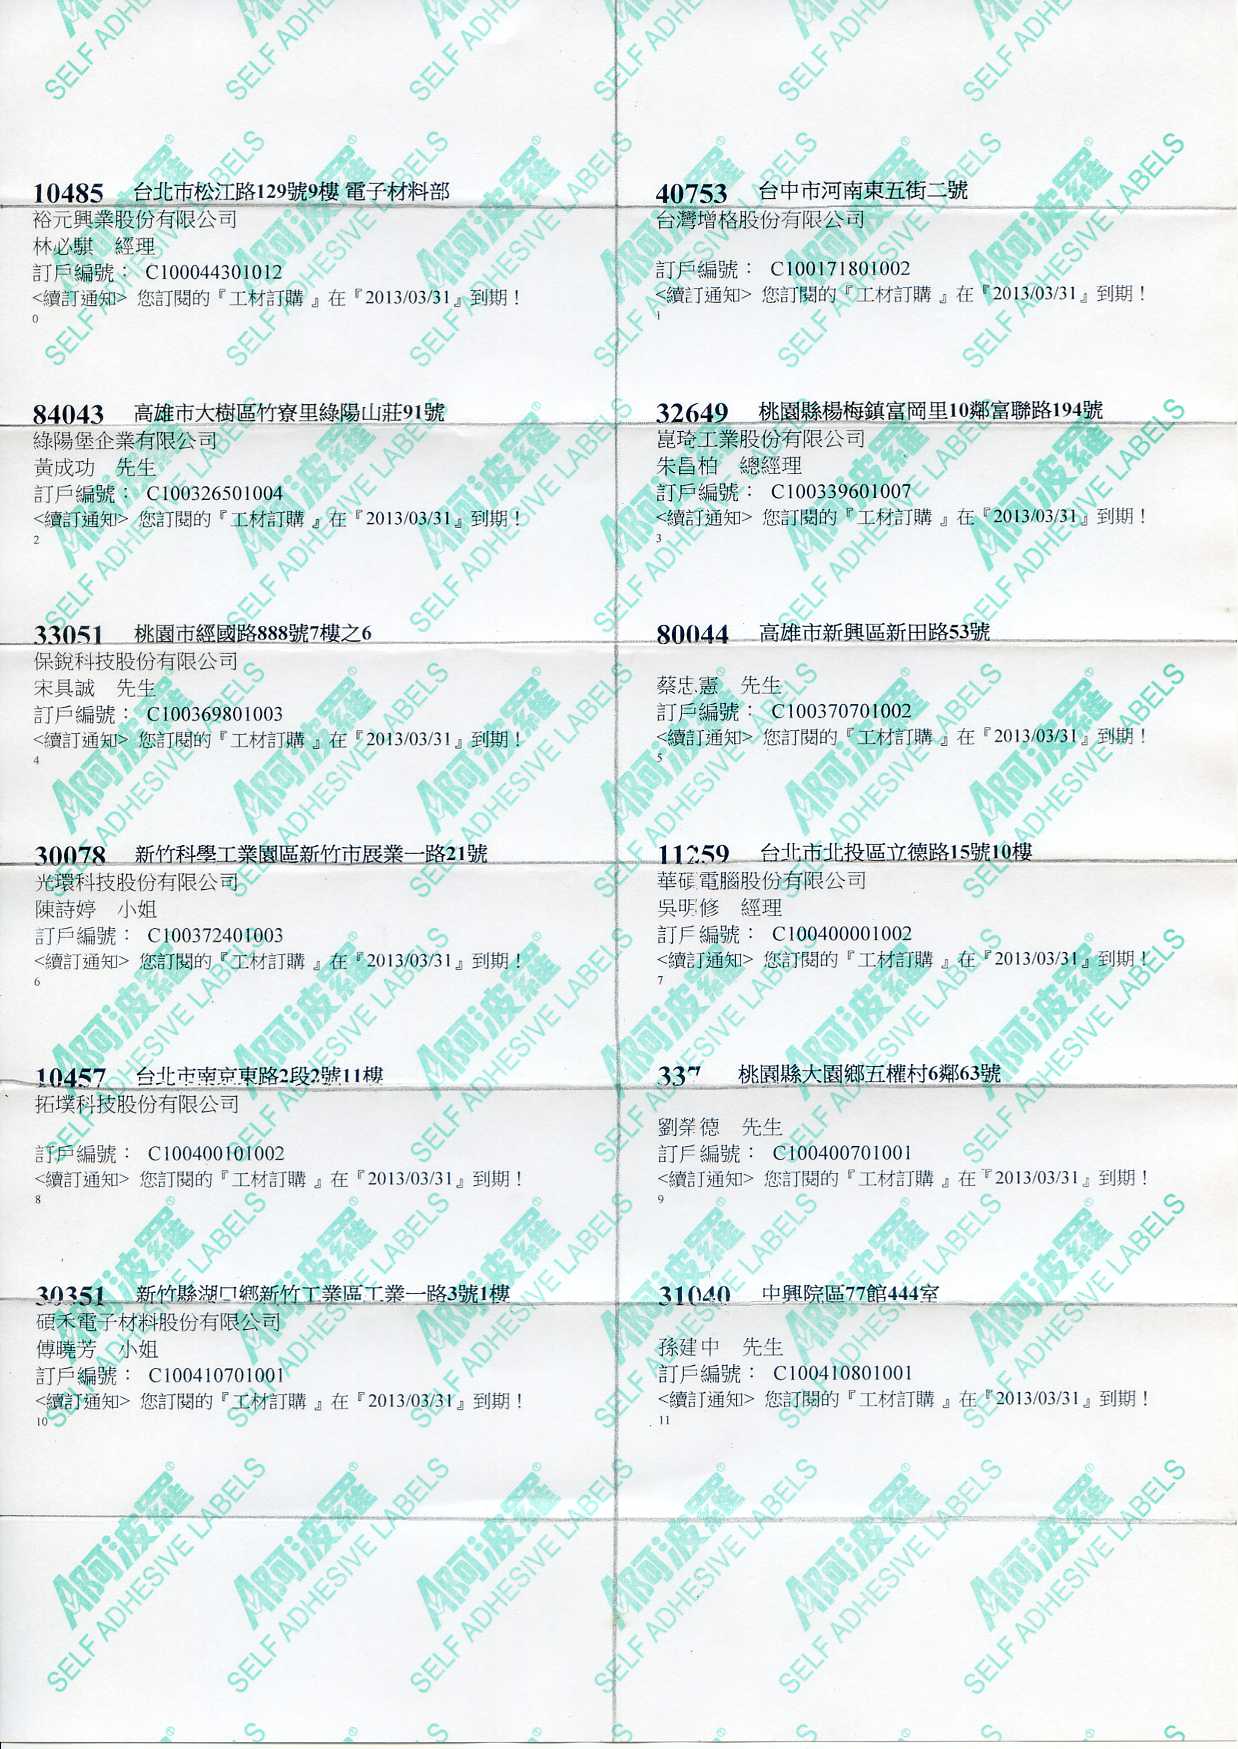 10485 台北市松江路129號9樓 電子材料部
裕元興業股份有限公司
林必騏 經理
訂戶編號: C100044301012
<續訂通知> 您訂閱的『工材訂購 』在『2013/03/31』到期!
0
40753 台中市河南東五街二號
台灣增格股份有限公司
訂戶編號: C100171801002
<續訂通知> 您訂閱的『工材訂購 』在『2013/03/31』到期!
1
84043 高雄市大樹區竹寮里綠陽山莊91號
綠陽堡企業有限公司
黃成功 先生
訂戶編號: C100326501004
<續訂通知> 您訂閱的『工材訂購 』在『2013/03/31』到期!
2
32649 桃園縣楊梅鎮富岡里10鄰富聯路194號
崑琦工業股份有限公司
朱昌柏 總經理
訂戶編號: C100339601007
<續訂通知> 您訂閱的『工材訂購 』在『2013/03/31』到期!
3
33051 桃園市經國路888號7樓之6
保銳科技股份有限公司
宋具誠 先生
訂戶編號: C100369801003
<續訂通知> 您訂閱的『工材訂購 』在『2013/03/31』到期!
4
80044 高雄市新興區新田路53號
蔡忠憲 先生
訂戶編號: C100370701002
<續訂通知> 您訂閱的『工材訂購 』在『2013/03/31』到期!
5
30078 新竹科學工業園區新竹市展業一路21號
光環科技股份有限公司
陳詩婷 小姐
訂戶編號: C100372401003
<續訂通知> 您訂閱的『工材訂購 』在『2013/03/31』到期!
6
11259 台北市北投區立德路15號10樓
華碩電腦股份有限公司
吳明修 經理
訂戶編號: C100400001002
<續訂通知> 您訂閱的『工材訂購 』在『2013/03/31』到期!
7
10457 台北市南京東路2段2號11樓
拓墣科技股份有限公司
訂戶編號: C100400101002
<續訂通知> 您訂閱的『工材訂購 』在『2013/03/31』到期!
8
337 桃園縣大園鄉五權村6鄰63號
劉榮德 先生
訂戶編號: C100400701001
<續訂通知> 您訂閱的『工材訂購 』在『2013/03/31』到期!
9
30351 新竹縣湖口鄉新竹工業區工業一路3號1樓
碩禾電子材料股份有限公司
傅曉芳 小姐
訂戶編號: C100410701001
<續訂通知> 您訂閱的『工材訂購 』在『2013/03/31』到期!
10
31040 中興院區77館444室
孫建中 先生
訂戶編號: C100410801001
<續訂通知> 您訂閱的『工材訂購 』在『2013/03/31』到期!
11
阿波羅®
SELF ADHESIVE LABELS